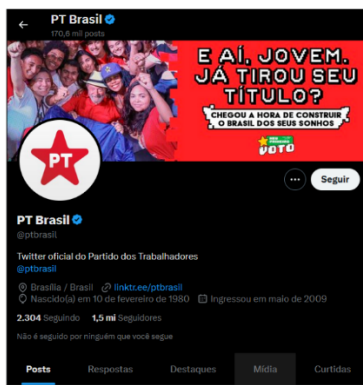 PT Brasil
170,6 mil posts
E AÍ, JOVEM.
JÁ TIROU SEU
TÍTULO?
CHEGOU A HORA DE CONSTRUIR
O BRASIL DOS SEUS SONHOS
VOTO
PT
Seguir
PT Brasil
@ptbrasil
Twitter oficial do Partido dos Trabalhadores
@ptbrasil
Brasília / Brasil linktr.ee/ptbrasil
Nascido(a) em 10 de fevereiro de 1980 Ingressou em maio de 2009
2.304 Seguindo 1,5 mi Seguidores
Não é seguido por ninguém que você segue
Posts Respostas Destaques Mídia Curtidas